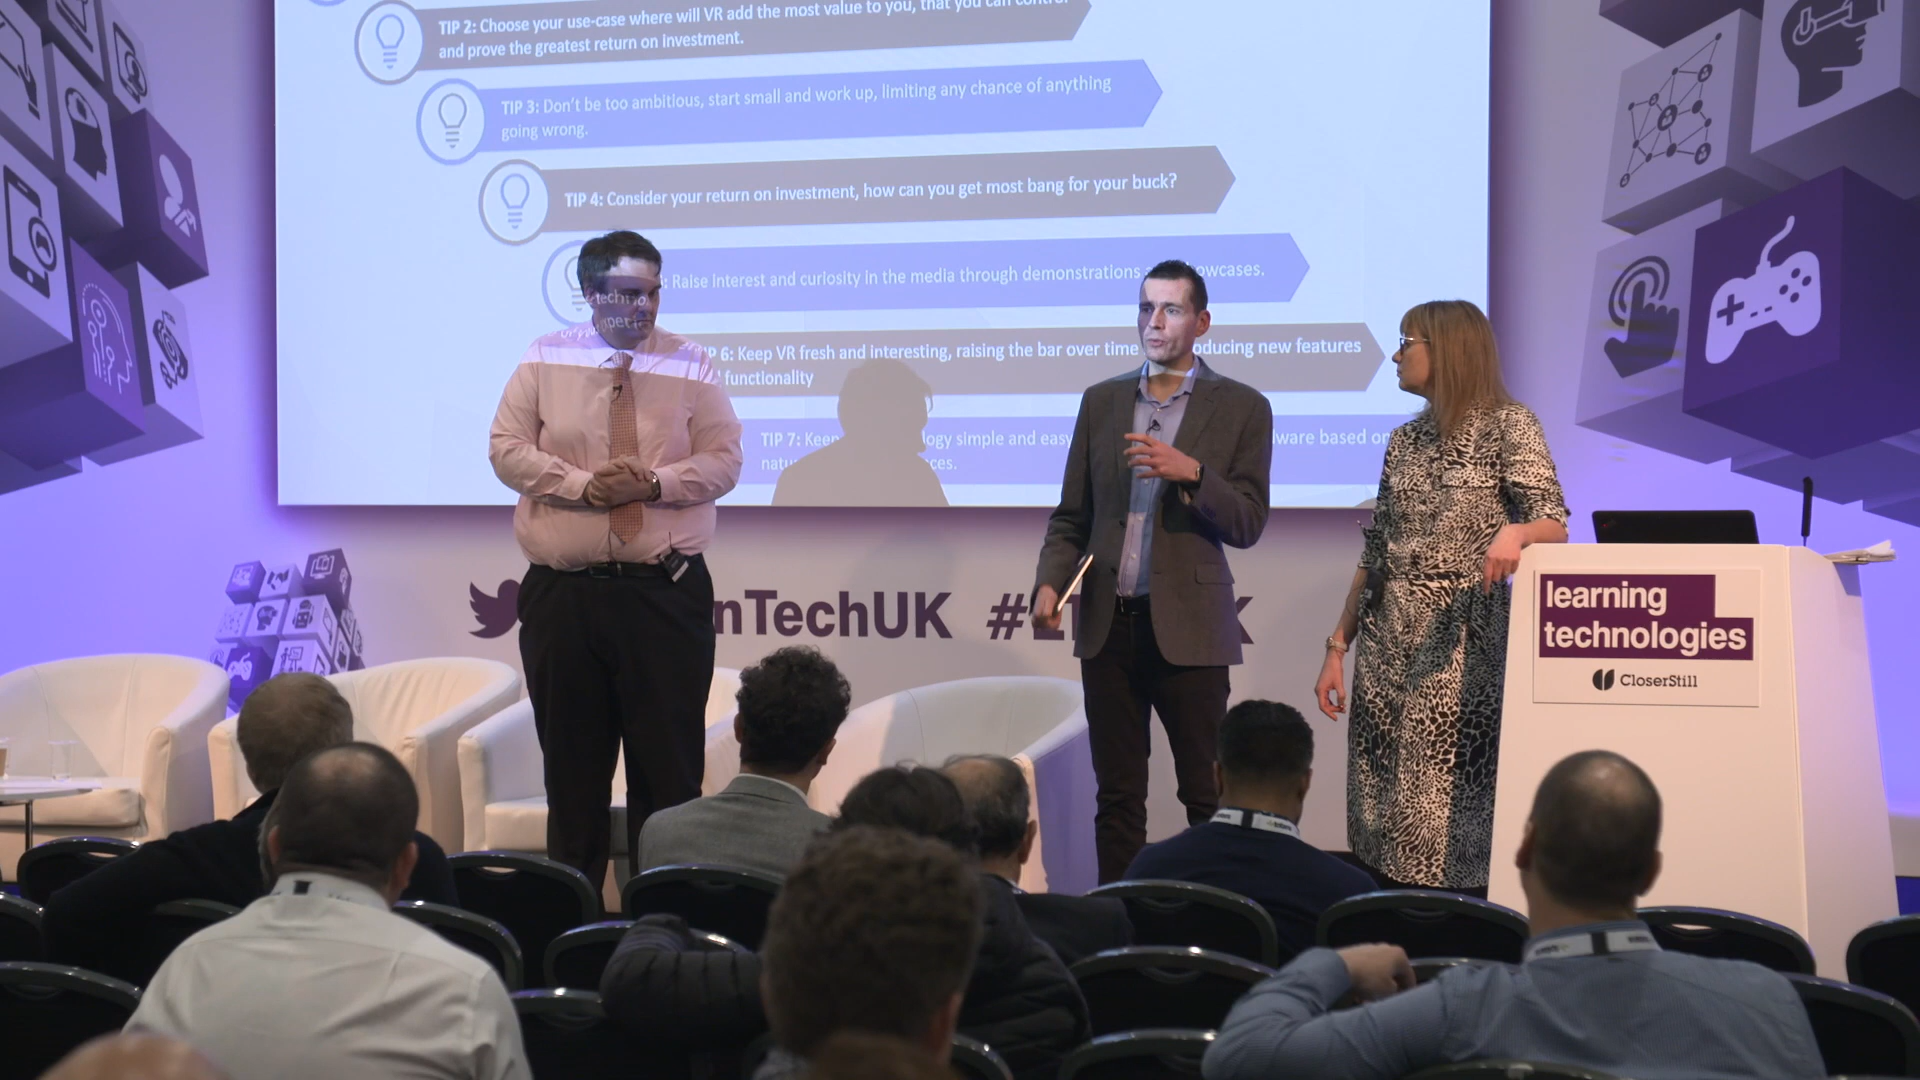 TIP 2: Choose your use-case where will VR add the most value to you, that you can control
and prove the greatest return on investment.
TIP 3: Don't be too ambitious, start small and work up, limiting any chance of anything
going wrong.
TIP 4: Consider your return on investment, how can you get most bang for your buck?
: Raise interest and curiosity in the media through demonstrations
owcases.
P 6: Keep VR fresh and interesting, raising the bar over time
oducing new features
functionality
TIP 7: Keep
logy simple and easy
dware based on
natu
ces.
nTechUK #LT
K
learning
technologies
CloserStill